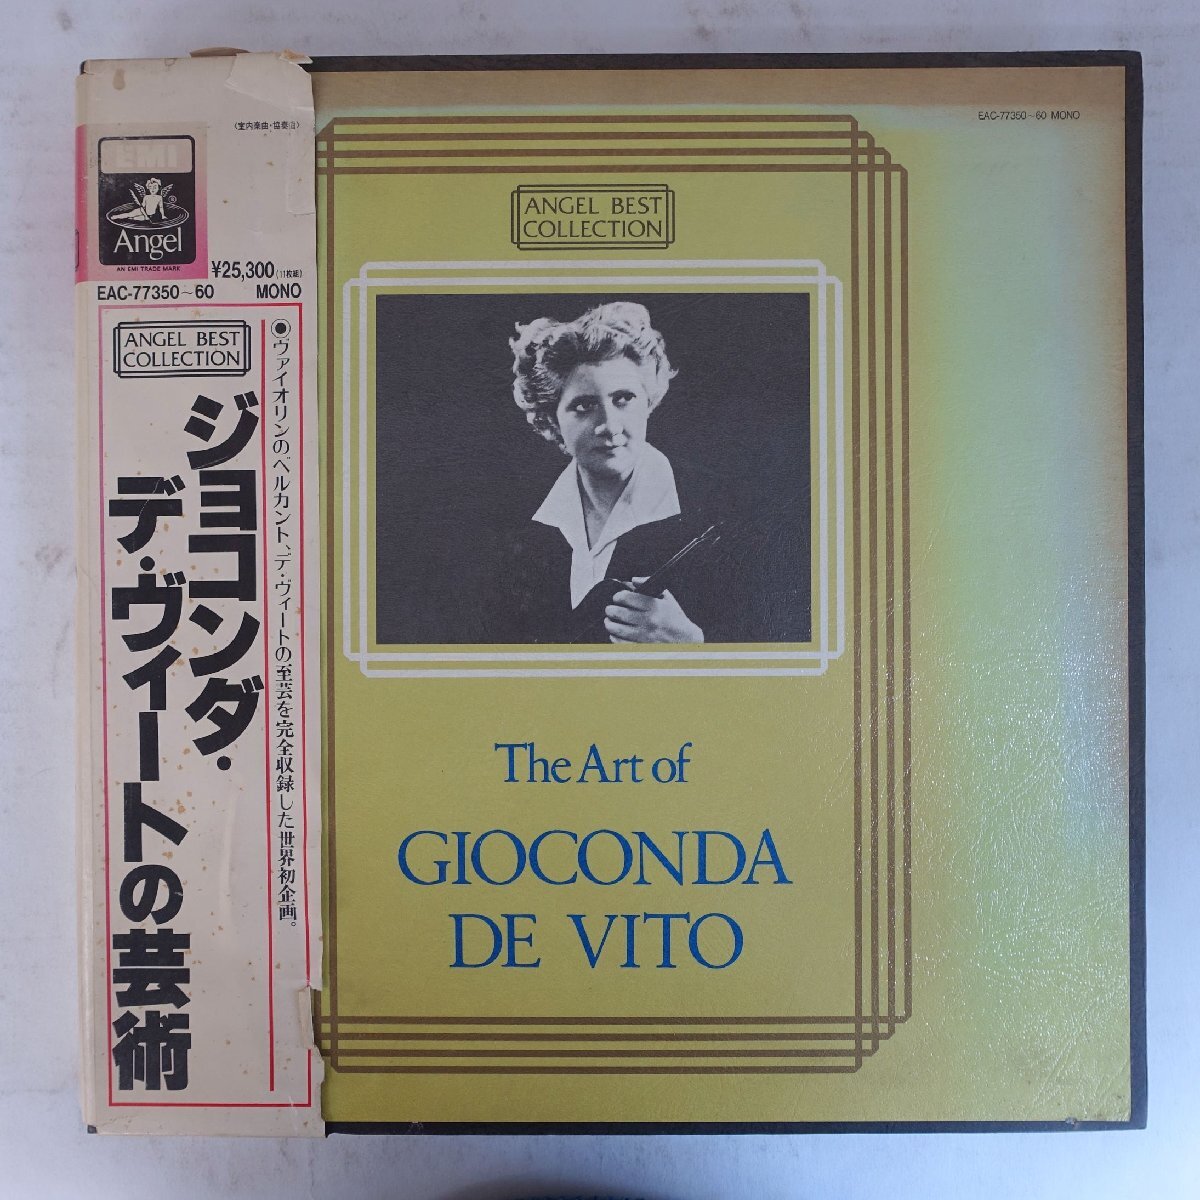 〈室内楽曲・協奏曲〉
EMI
Angel
AN EMI TRADE MARK
¥25,300(11枚組)
EAC-77350~60 MONO
ANGEL BEST
COLLECTION
◉ヴァイオリンのベルカント、デ・ヴィートの至芸を完全収録した世界初企画。
ジョコンダ・
デ・ヴィートの芸術
EAC-77350~60 MONO
ANGEL BEST
COLLECTION
The Art of
GIOCONDA
DE VITO